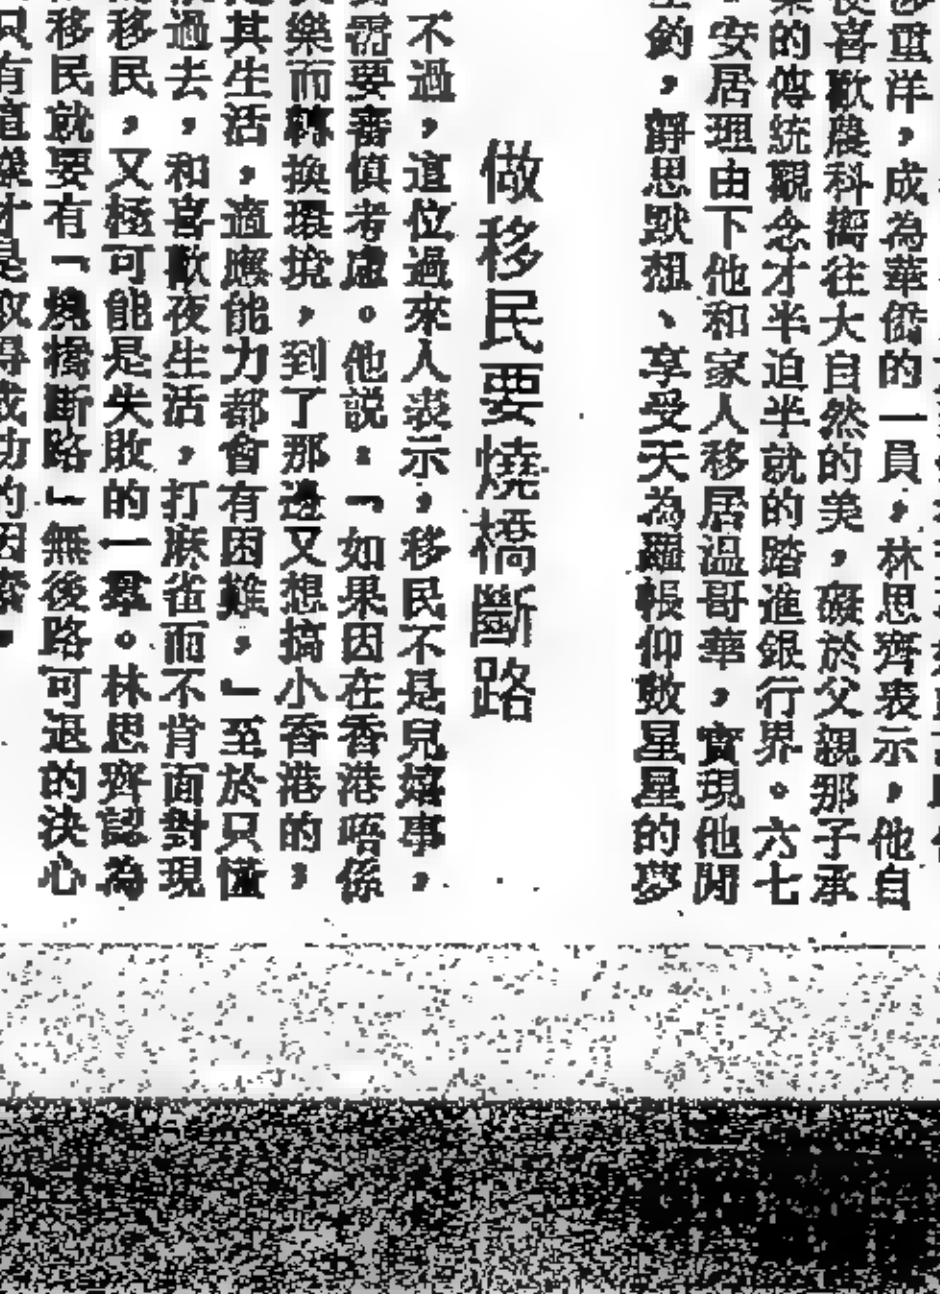 重洋，成為華僑的一員，林思齊表示，他自
喜歡農科嚮往大自然的美，礙於父親那子承
的傳統觀念才半迫半就的踏進銀行界。六七
，安居理由下他和家人移居温哥華，實現他閒
釣，靜思默想、享受天為羅帳仰數星星的夢
做移民要燒橋斷路
不過，這位過來人表示，移民不是兒嬉事，
需要審慎考慮。他説：「如果因在香港唔係
樂而轉換環境，到了那邊又想搞小香港的，
其生活，適應能力都會有困難。」至於只懂
過去，和喜歡夜生活，打麻雀而不肯面對現
移民，又極可能是失敗的一羣。林思齊認為
移民就要有「燒橋斷路」無後路可退的決心
只有這樣才是取得成功的因素。